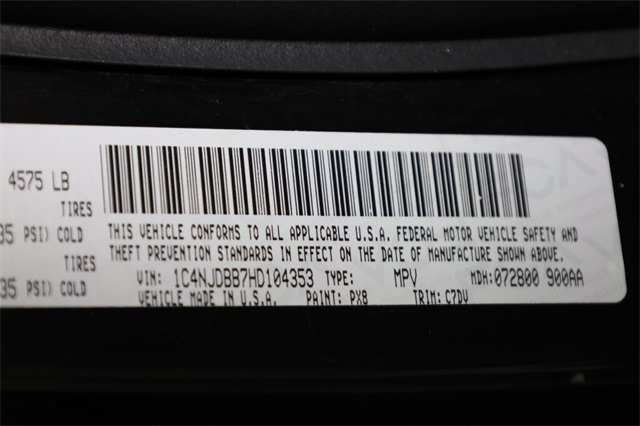 4575 LB
TIRES
35 PSI) COLD
TIRES
35 PSI) COLD
THIS VEHICLE CONFORMS TO ALL APPLICABLE U.S.A. FEDERAL MOTOR VEHICLE SAFETY AND
THEFT PREVENTION STANDARDS IN EFFECT ON THE DATE OF MANUFACTURE SHOWN ABOVE.
VIN: 1C4NJDBB7HD104353 TYPE: MPV MDH:072800 900AA
VEHICLE MADE IN U.S.A. PAINT: PX8 TRIM: C7DV